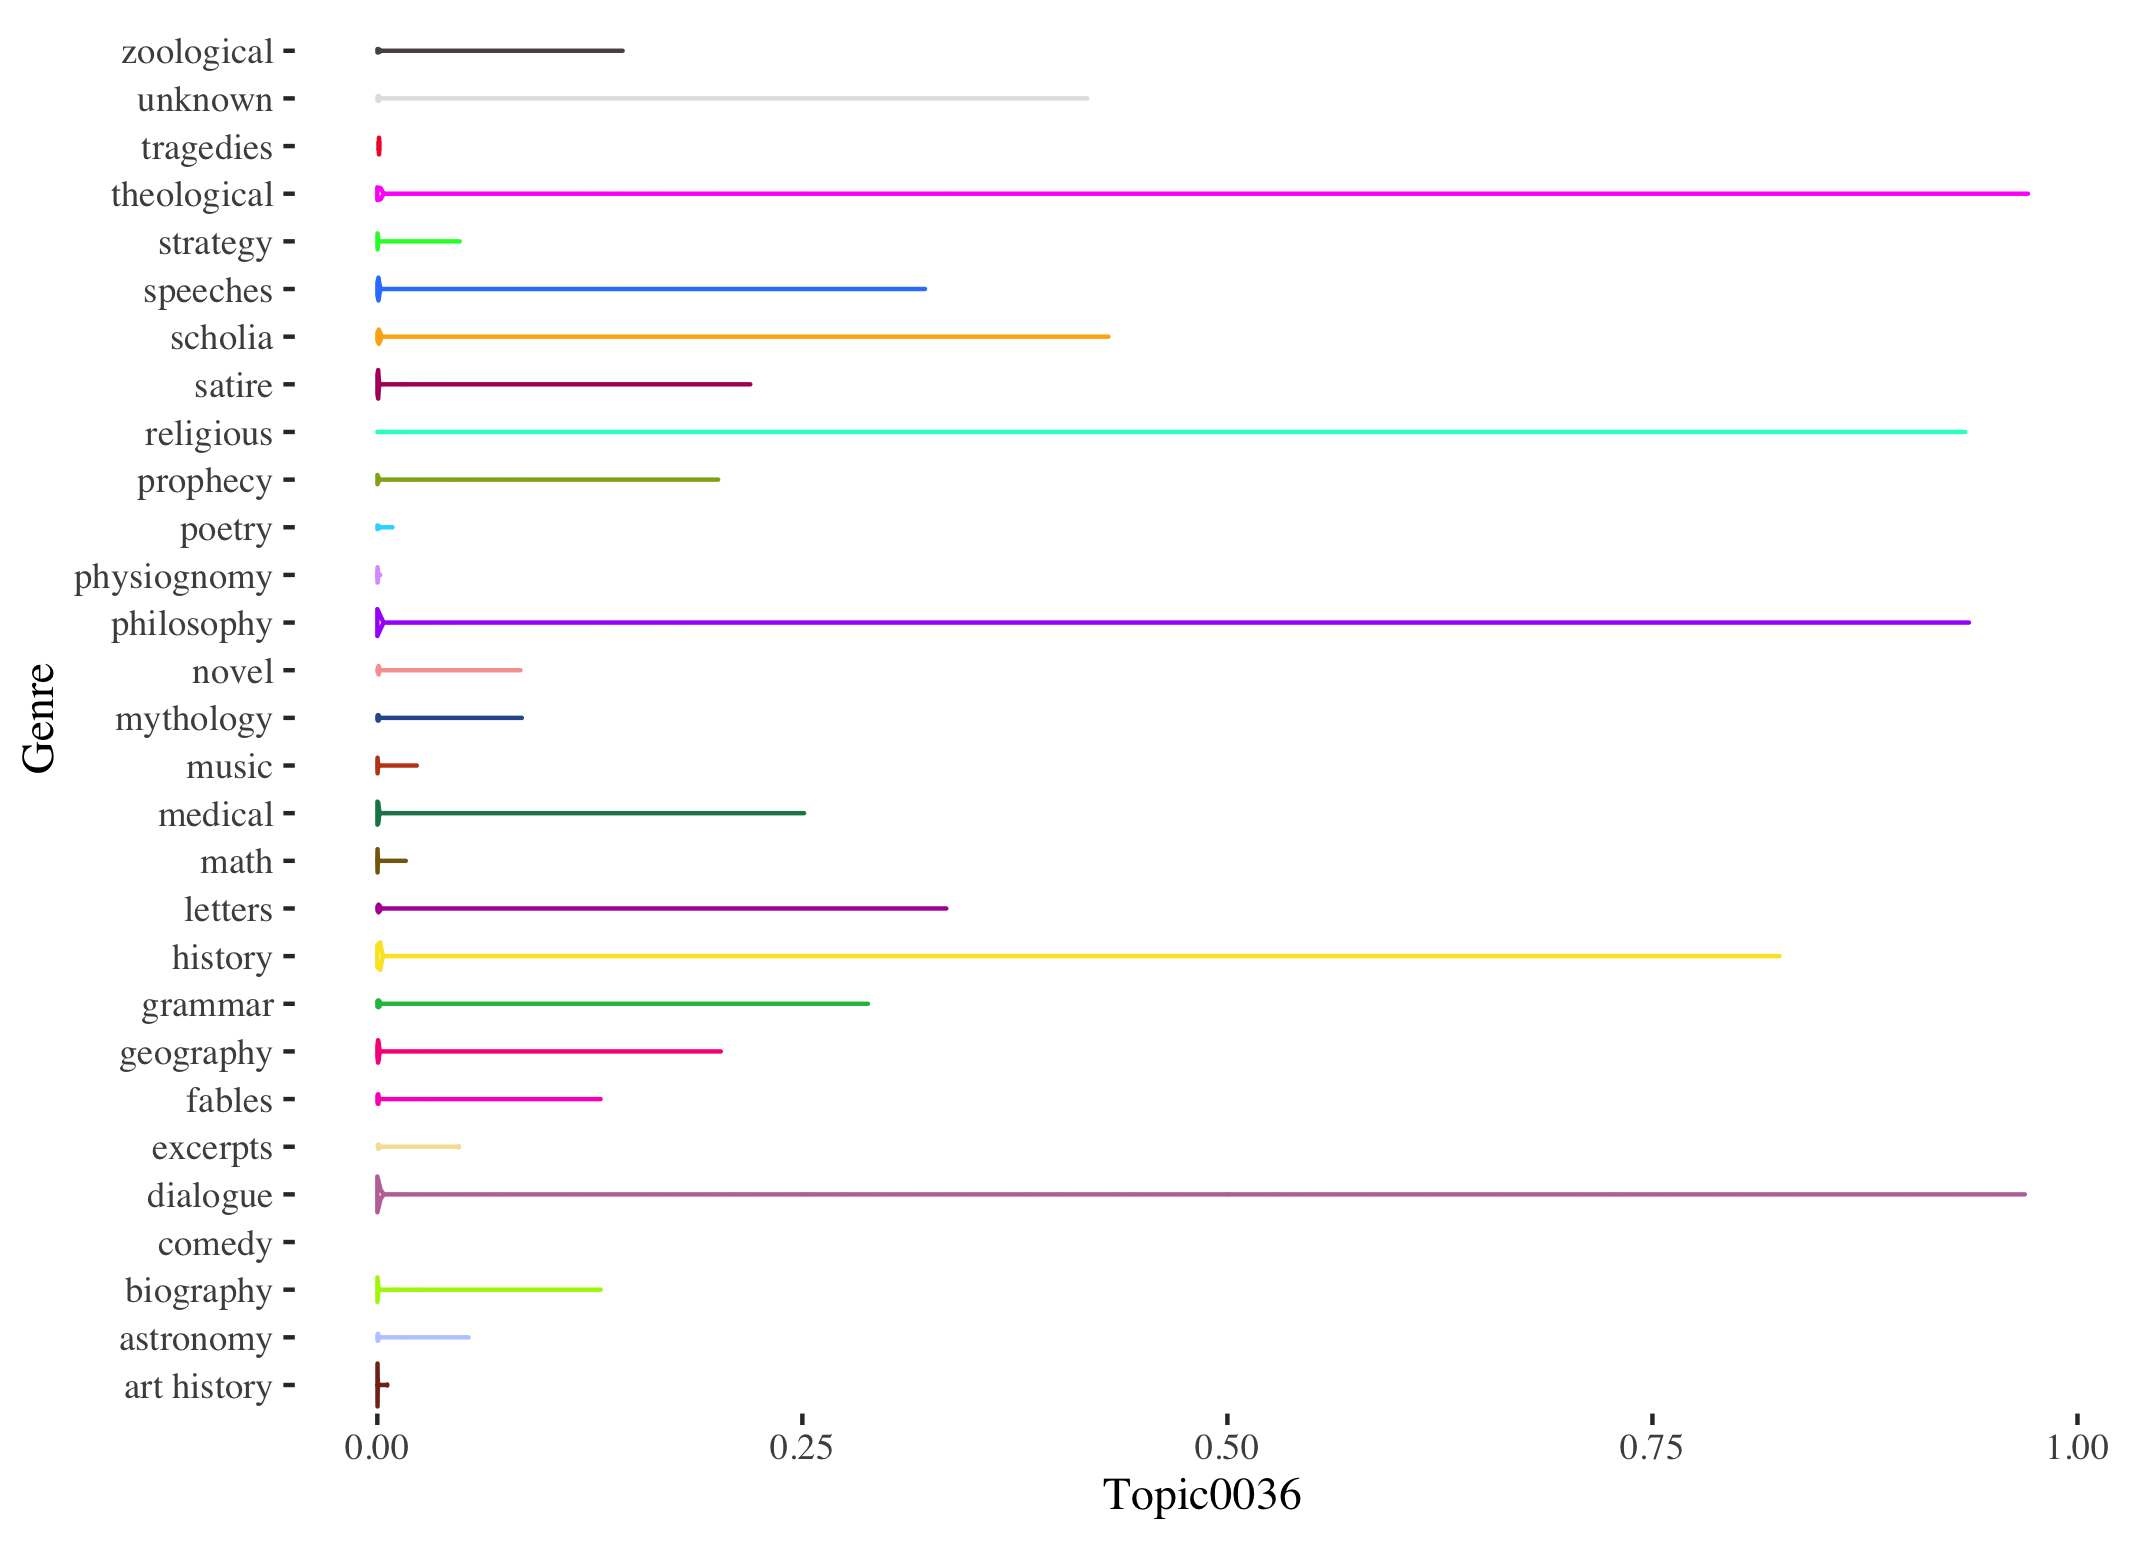 zoological
unknown
tragedies
theological
strategy
speeches
scholia
satire
religious
prophecy
poetry
physiognomy
philosophy
novel
mythology
music
medical
math
letters
history
grammar
geography
fables
excerpts
dialogue
comedy
biography
astronomy
art history
Genre
0.00 0.25 0.50 0.75 1.00
Topic0036